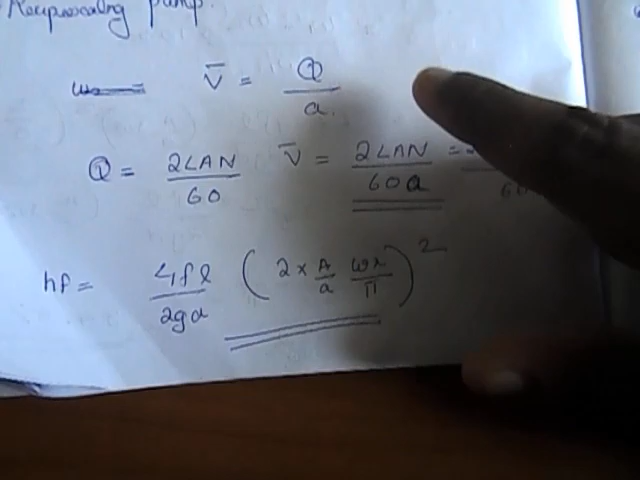 Reciprocating pump.
V̄ = Q/a.
Q = 2LAN/60 V̄ = 2LAN/60a =
hf = 4fl/2gd (2 × A/a ωr/π)²